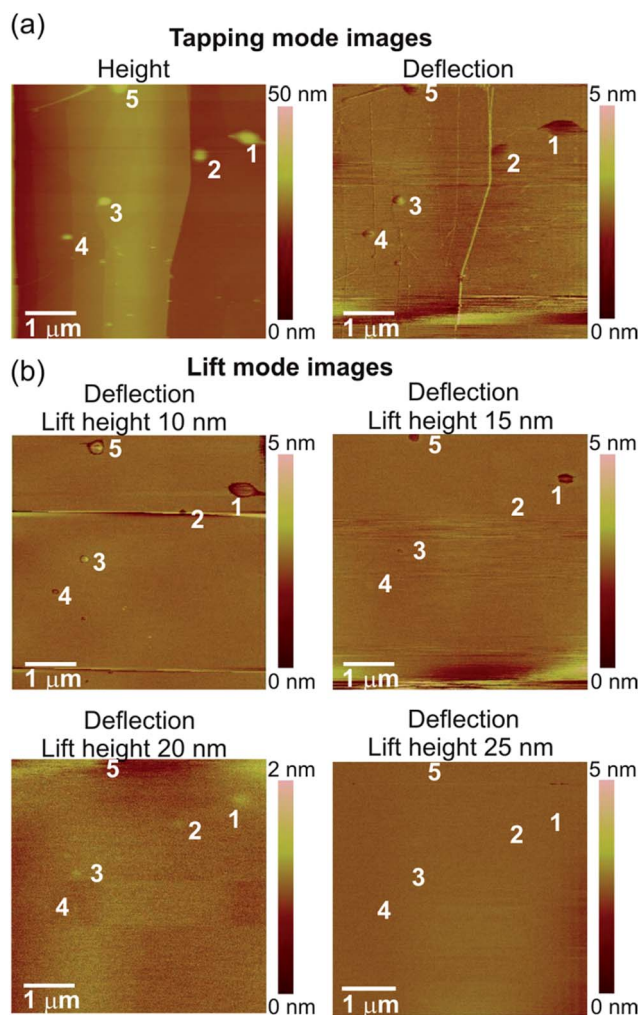 (a)
Tapping mode images
Height
Deflection
50 nm
0 nm
5 nm
0 nm
5
1
2
3
4
1 μm
5
1
2
3
4
1 μm
(b)
Lift mode images
Deflection
Lift height 10 nm
Deflection
Lift height 15 nm
5 nm
0 nm
5 nm
0 nm
5
1
2
3
4
1 μm
5
1
2
3
4
1 μm
Deflection
Lift height 20 nm
Deflection
Lift height 25 nm
2 nm
0 nm
5 nm
0 nm
5
1
2
3
4
1 μm
5
1
2
3
4
1 μm